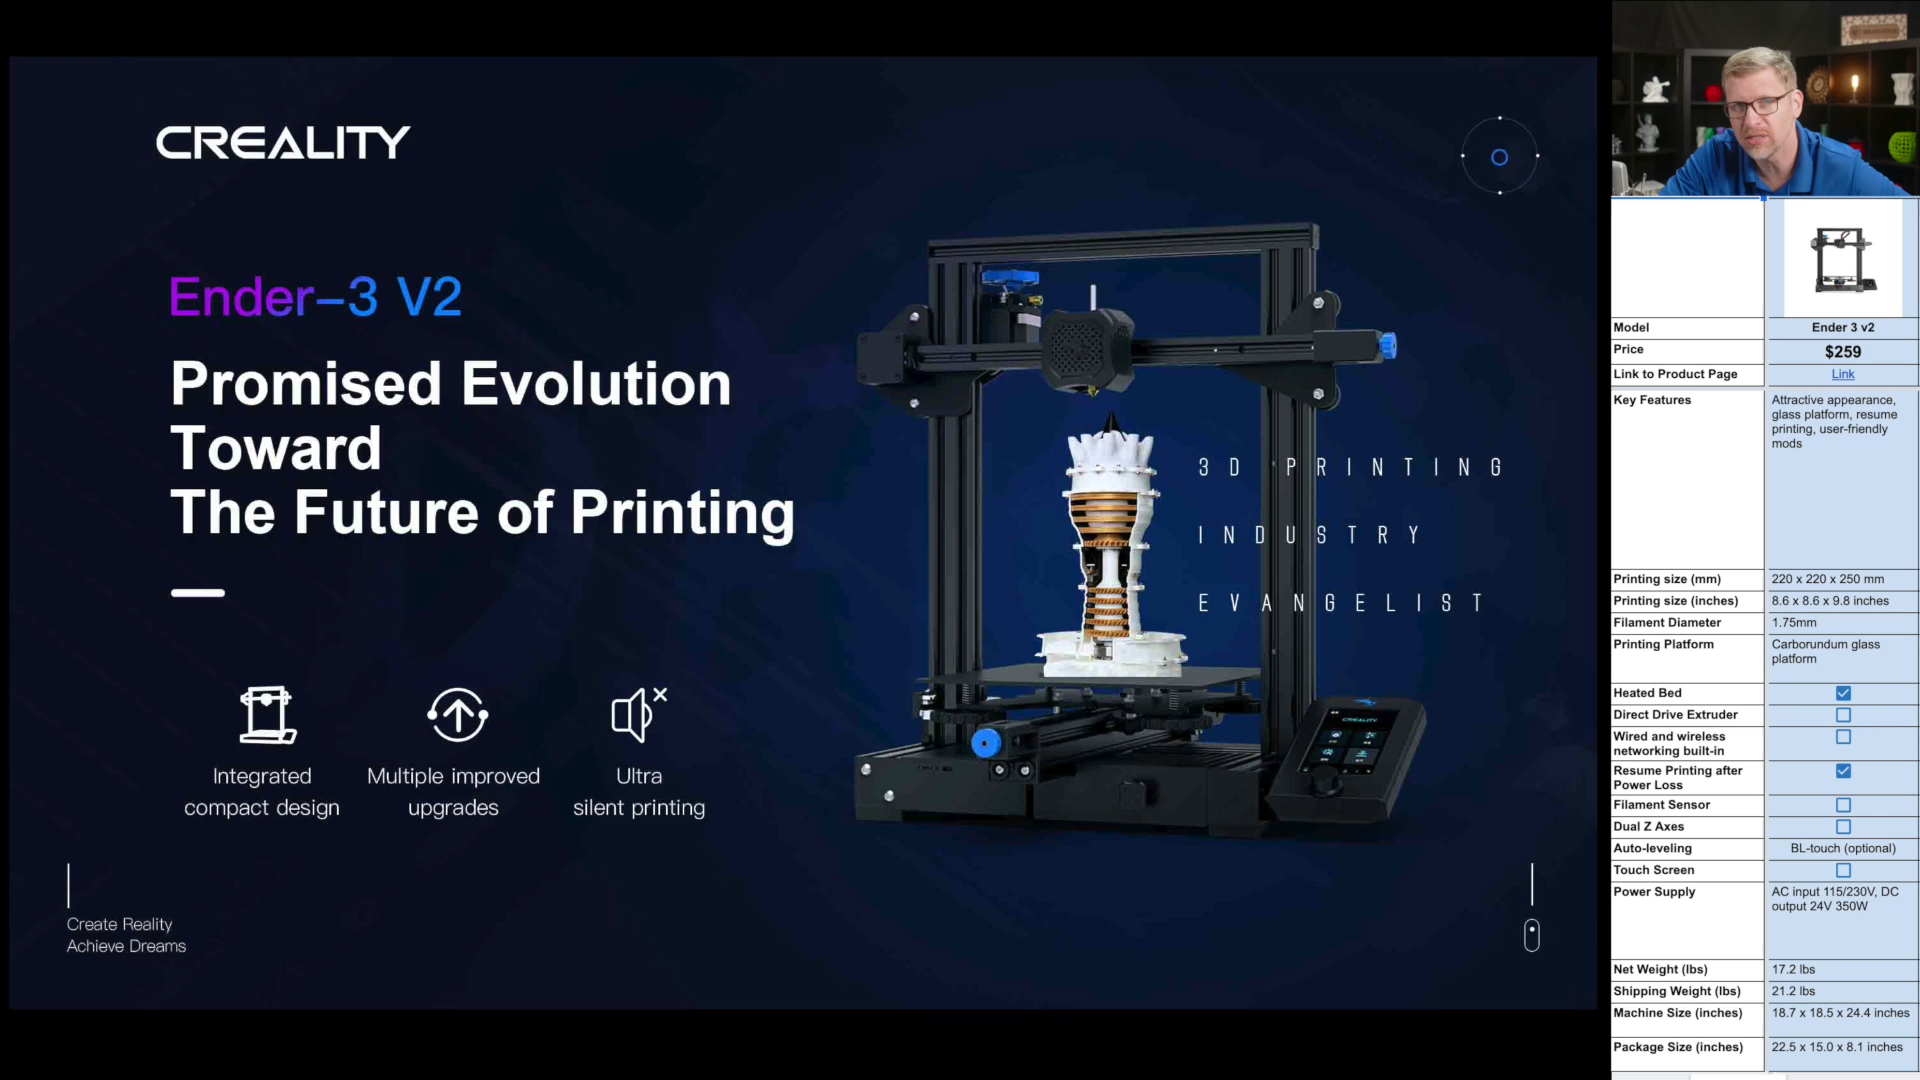 CREALITY
Ender-3 V2
Promised Evolution
Toward
The Future of Printing
3D PRINTING
INDUSTRY
EVANGELIST
CREALITY
Integrated
compact design
Multiple improved
upgrades
Ultra
silent printing
Create Reality
Achieve Dreams
Model
Ender 3 v2
Price
$259
Link to Product Page
Link
Key Features
Attractive appearance,
glass platform, resume
printing, user-friendly
mods
Printing size (mm)
220 x 220 x 250 mm
Printing size (inches)
8.6 x 8.6 x 9.8 inches
Filament Diameter
1.75mm
Printing Platform
Carborundum glass
platform
Heated Bed
Direct Drive Extruder
Wired and wireless
networking built-in
Resume Printing after
Power Loss
Filament Sensor
Dual Z Axes
Auto-leveling
BL-touch (optional)
Touch Screen
Power Supply
AC input 115/230V, DC
output 24V 350W
Net Weight (lbs)
17.2 lbs
Shipping Weight (lbs)
21.2 lbs
Machine Size (inches)
18.7 x 18.5 x 24.4 inches
Package Size (inches)
22.5 x 15.0 x 8.1 inches